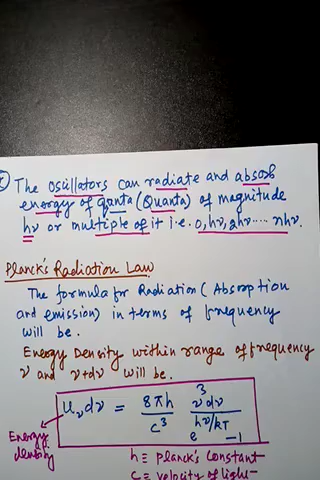 The oscillators can radiate and absorb
energy of qanta (Quanta) of magnitude
hν or multiple of it i.e. 0, hν, 2hν .... nhν.
Planck's Radiation Law
The formula for Radiation (Absorption
and emission) in terms of frequency
will be.
Energy Density within range of frequency
ν and ν+dν will be.
u_ν dν = 8πh/c³ ν³dν/(e^(hν/kT) −1)
Energy
density
h ≡ Planck's Constant
c = velocity of light